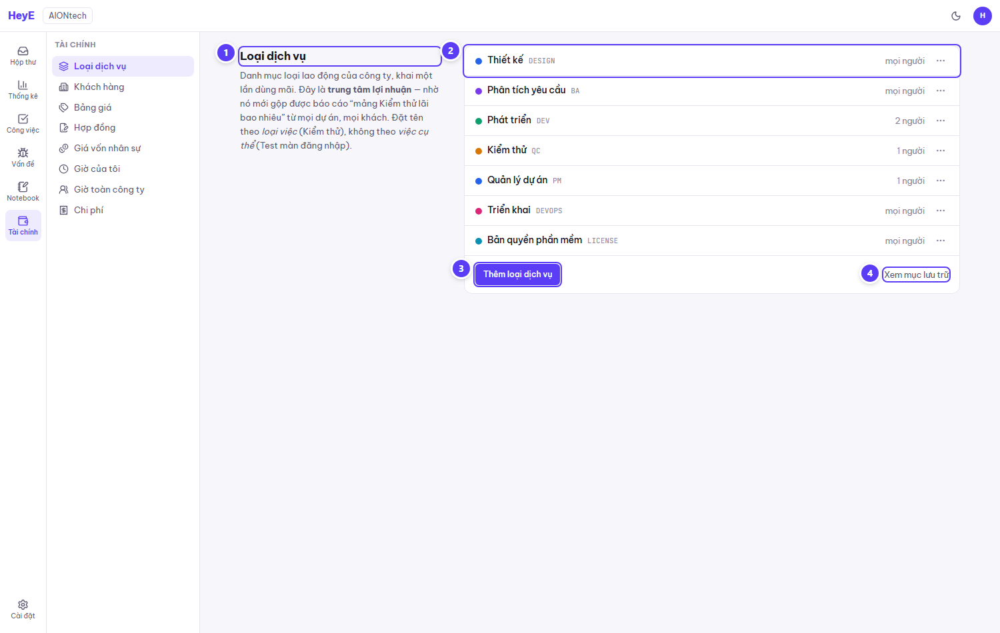 HeyE
AIONtech
H
Hộp thư
Thống kê
Công việc
Vấn đề
Notebook
Tài chính
Cài đặt
TÀI CHÍNH
Loại dịch vụ
Khách hàng
Bảng giá
Hợp đồng
Giá vốn nhân sự
Giờ của tôi
Giờ toàn công ty
Chi phí
1
Loại dịch vụ
Danh mục loại lao động của công ty, khai một
lần dùng mãi. Đây là trung tâm lợi nhuận — nhờ
nó mới gộp được báo cáo “mảng Kiểm thử lãi
bao nhiêu” từ mọi dự án, mọi khách. Đặt tên
theo loại việc (Kiểm thử), không theo việc cụ
thể (Test màn đăng nhập).
2
Thiết kế DESIGN mọi người
Phân tích yêu cầu BA mọi người
Phát triển DEV 2 người
Kiểm thử QC 1 người
Quản lý dự án PM 1 người
Triển khai DEVOPS mọi người
Bản quyền phần mềm LICENSE mọi người
3
Thêm loại dịch vụ
4
Xem mục lưu trữ